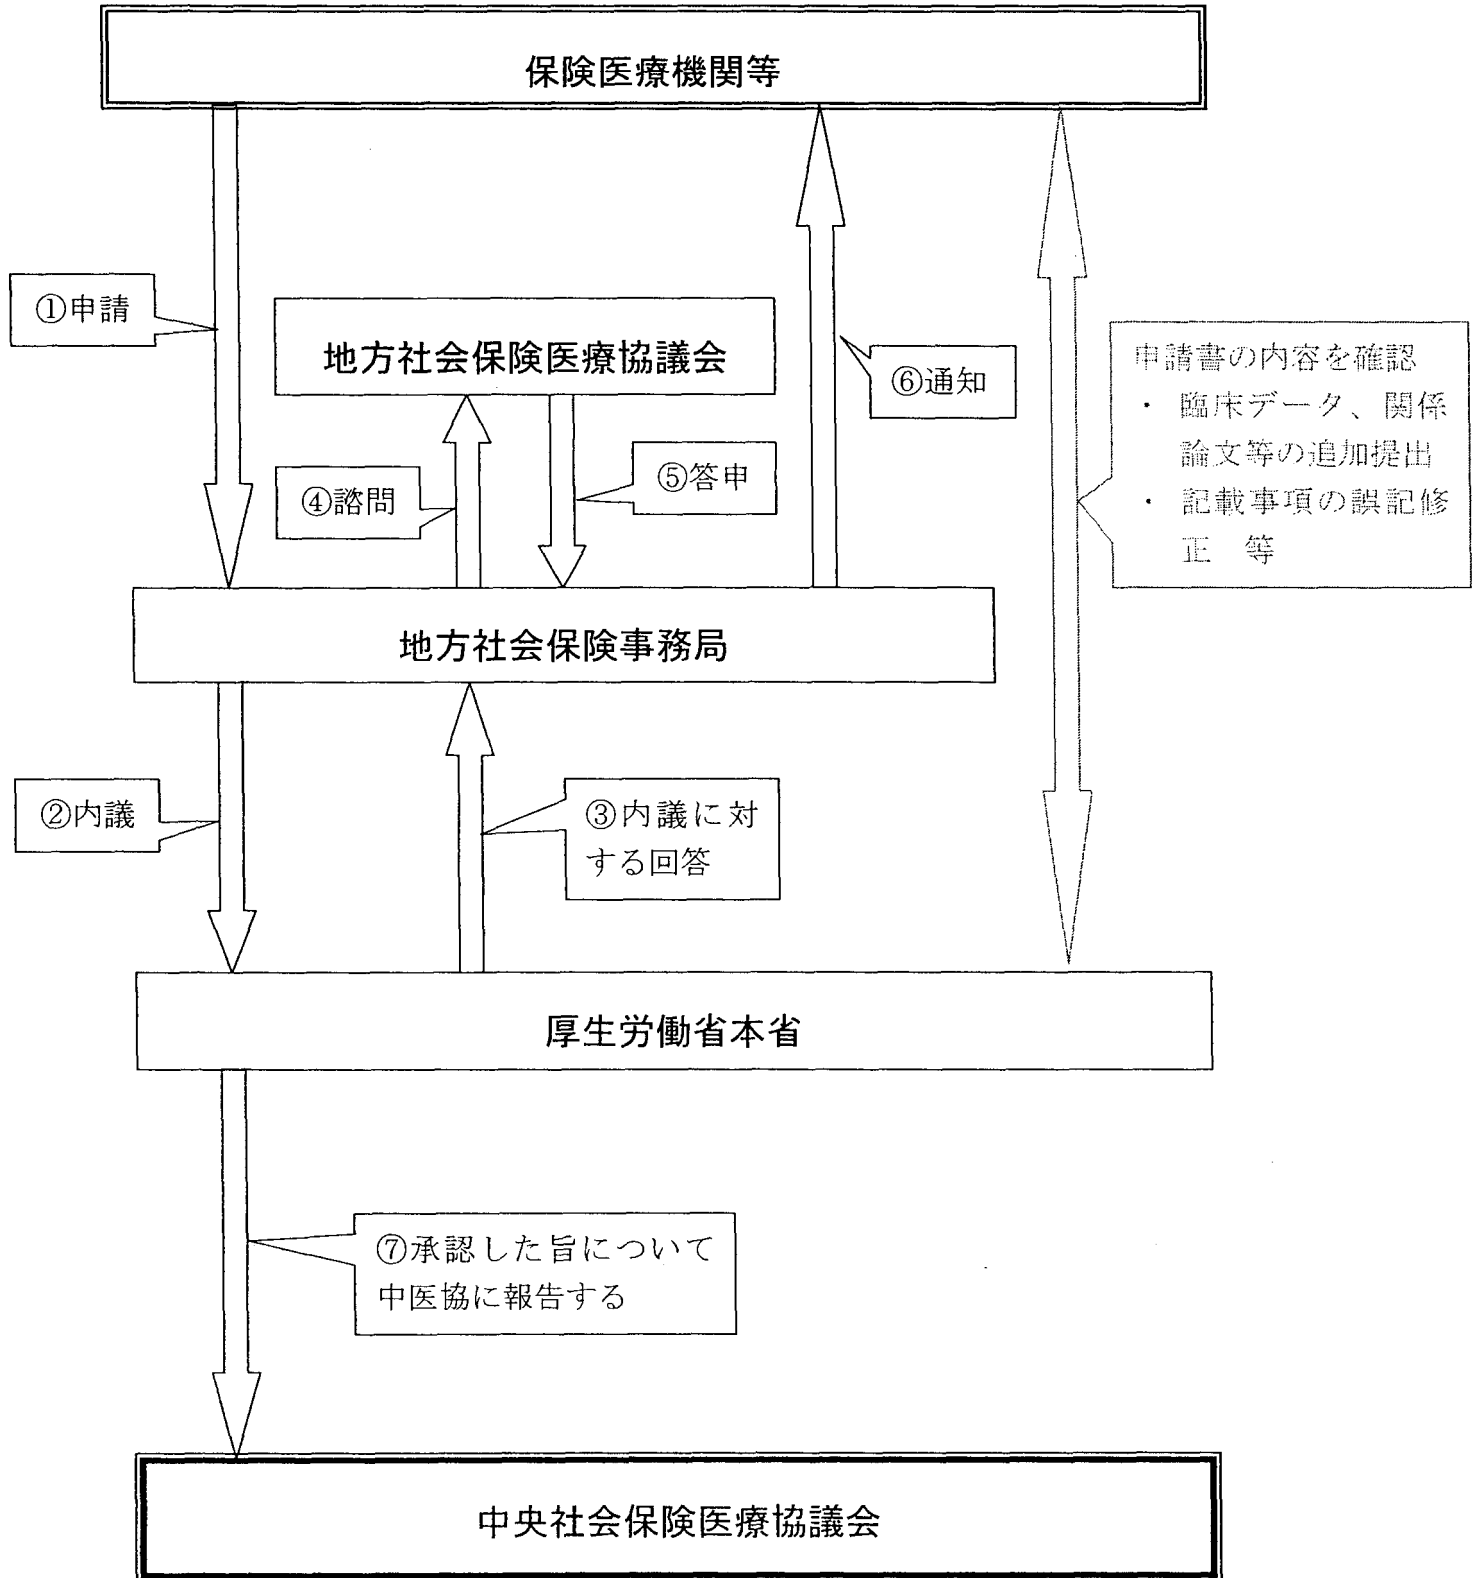 保険医療機関等
①申請
地方社会保険医療協議会
⑥通知
申請書の内容を確認
・ 臨床データ、関係
論文等の追加提出
・ 記載事項の誤記修
正 等
④諮問
⑤答申
地方社会保険事務局
②内議
③内議に対
する回答
厚生労働省本省
⑦承認した旨について
中医協に報告する
中央社会保険医療協議会